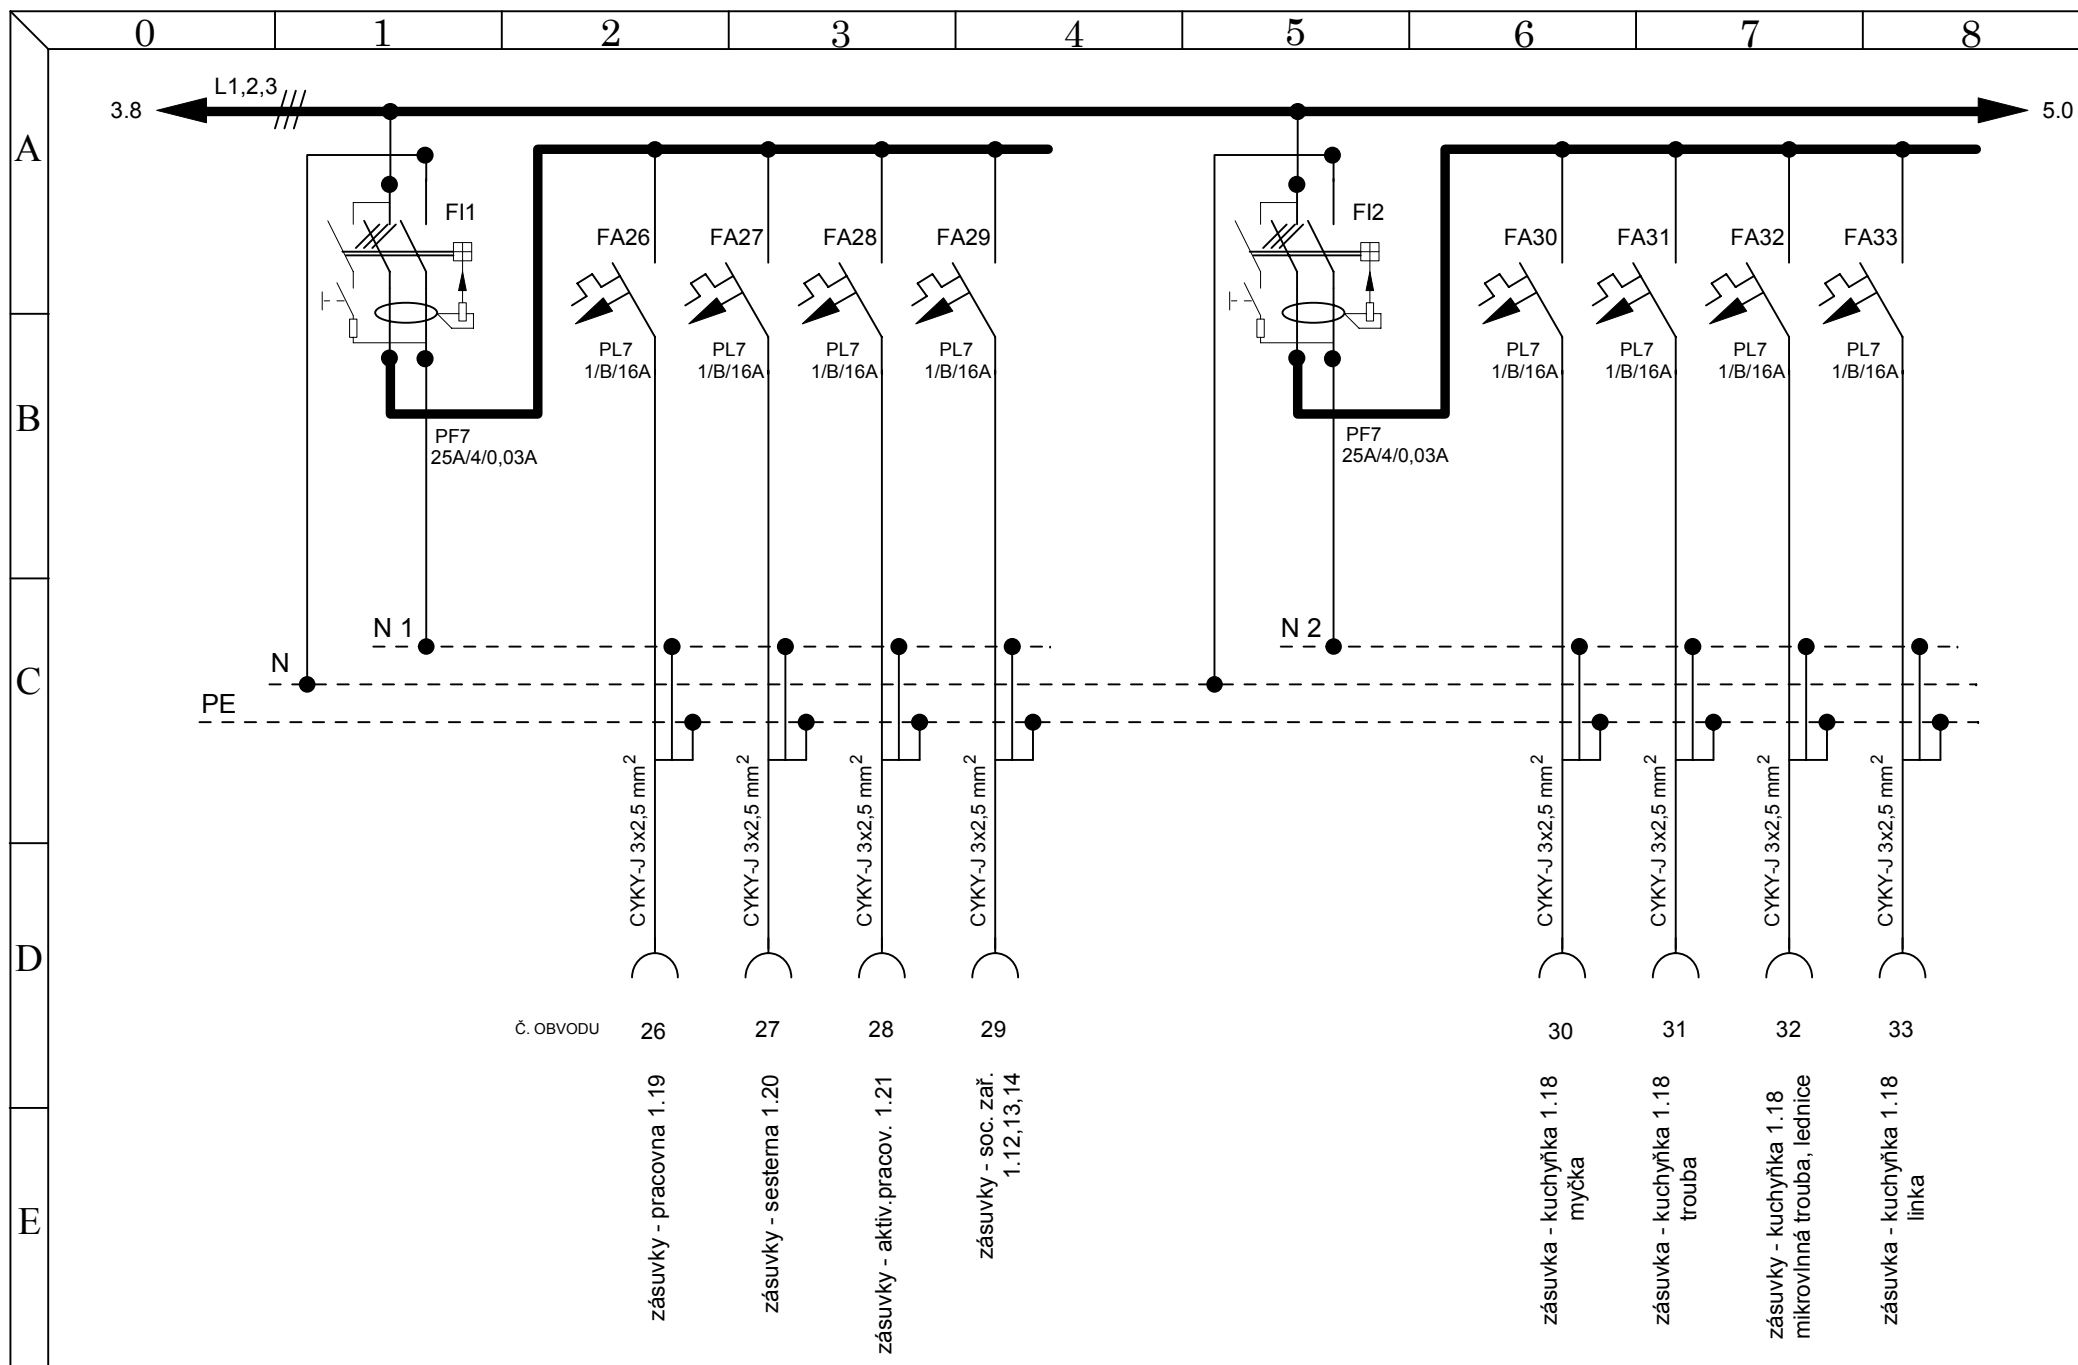 0 1 2 3 4 5 6 7 8
A
B
C
D
E
L1,2,3
3.8
5.0
FI1
FA26 FA27 FA28 FA29
FI2
FA30 FA31 FA32 FA33
PL7 PL7 PL7 PL7
1/B/16A 1/B/16A 1/B/16A 1/B/16A
PL7 PL7 PL7 PL7
1/B/16A 1/B/16A 1/B/16A 1/B/16A
PF7
25A/4/0,03A
PF7
25A/4/0,03A
N 1
N 2
N
PE
CYKY-J 3x2,5 mm²
CYKY-J 3x2,5 mm²
CYKY-J 3x2,5 mm²
CYKY-J 3x2,5 mm²
CYKY-J 3x2,5 mm²
CYKY-J 3x2,5 mm²
CYKY-J 3x2,5 mm²
CYKY-J 3x2,5 mm²
Č. OBVODU 26 27 28 29 30 31 32 33
zásuvky - pracovna 1.19
zásuvky - sesterna 1.20
zásuvky - aktiv.pracov. 1.21
zásuvky - soc. zař.
1.12,13,14
zásuvka - kuchyňka 1.18
myčka
zásuvka - kuchyňka 1.18
trouba
zásuvky - kuchyňka 1.18
mikrovlnná trouba, lednice
zásuvka - kuchyňka 1.18
linka